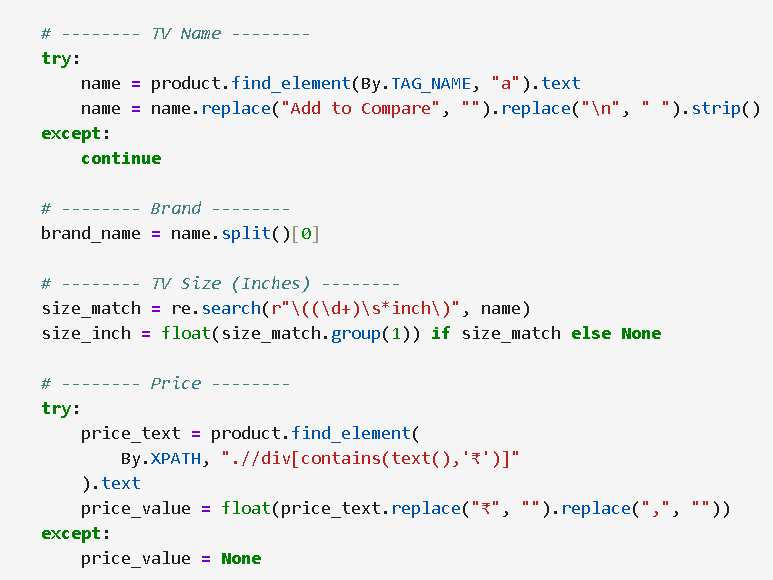 # -------- TV Name --------
try:
    name = product.find_element(By.TAG_NAME, "a").text
    name = name.replace("Add to Compare", "").replace("\n", " ").strip()
except:
    continue

# -------- Brand --------
brand_name = name.split()[0]

# -------- TV Size (Inches) --------
size_match = re.search(r"\((\d+)\s*inch\)", name)
size_inch = float(size_match.group(1)) if size_match else None

# -------- Price --------
try:
    price_text = product.find_element(
        By.XPATH, ".//div[contains(text(),'₹')]"
    ).text
    price_value = float(price_text.replace("₹", "").replace(",", ""))
except:
    price_value = None